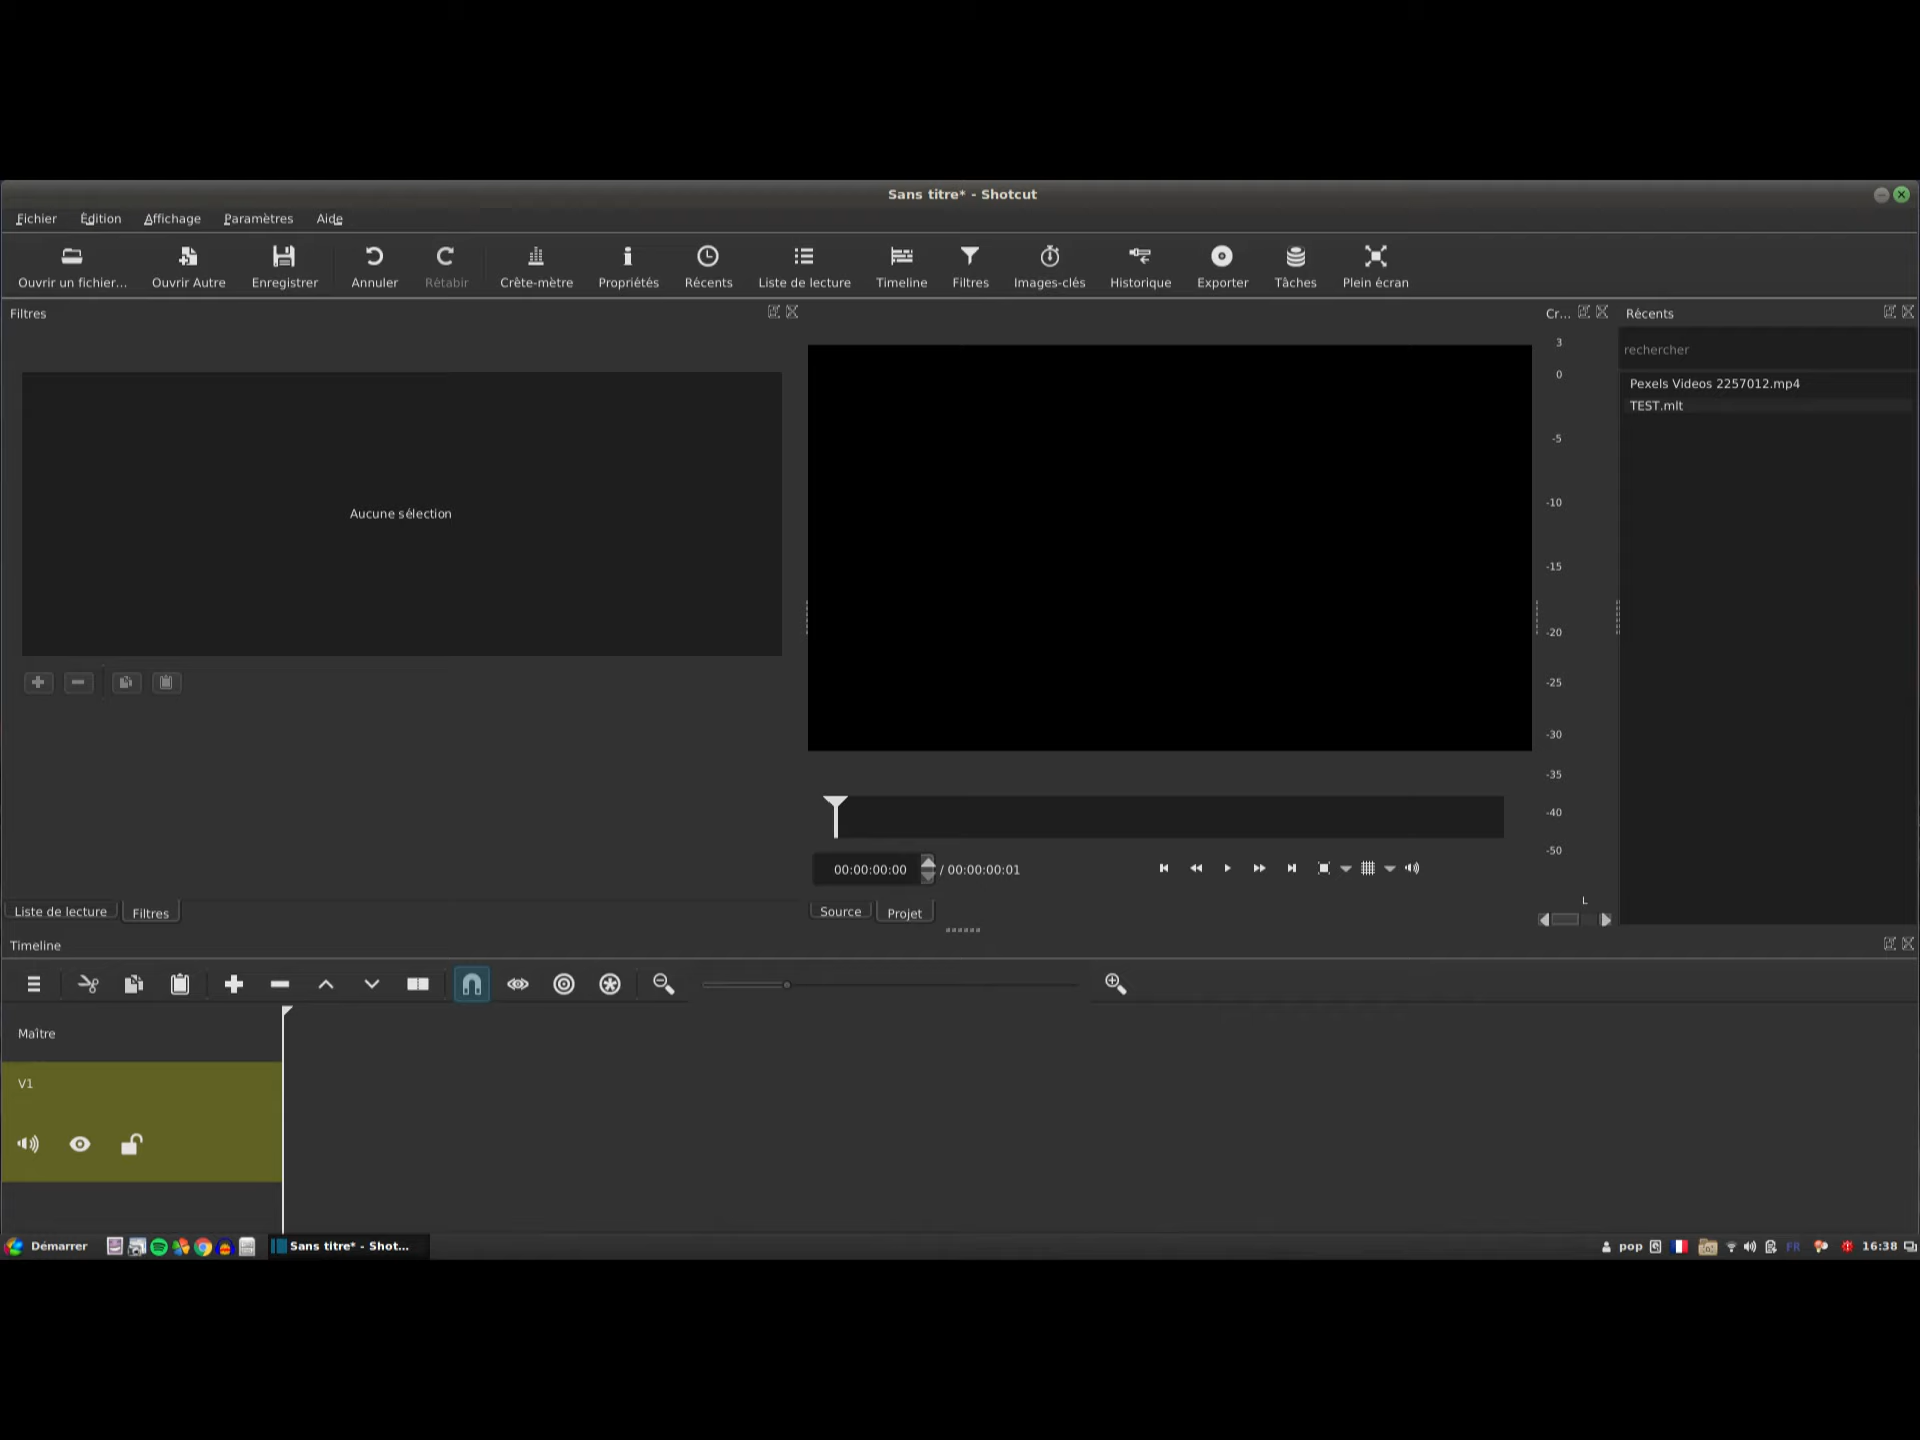 Sans titre* - Shotcut
Fichier Édition Affichage Paramètres Aide
Ouvrir un fichier... Ouvrir Autre Enregistrer Annuler Rétabir Crête-mètre Propriétés Récents Liste de lecture Timeline Filtres Images-clés Historique Exporter Tâches Plein écran
Filtres
Cr...
Récents
rechercher
Pexels Videos 2257012.mp4
TEST.mlt
Aucune sélection
3
0
-5
-10
-15
-20
-25
-30
-35
-40
-50
L
00:00:00:00 / 00:00:00:01
Liste de lecture Filtres
Source Projet
Timeline
Maître
V1
Démarrer Sans titre* - Shot... pop FR 16:38